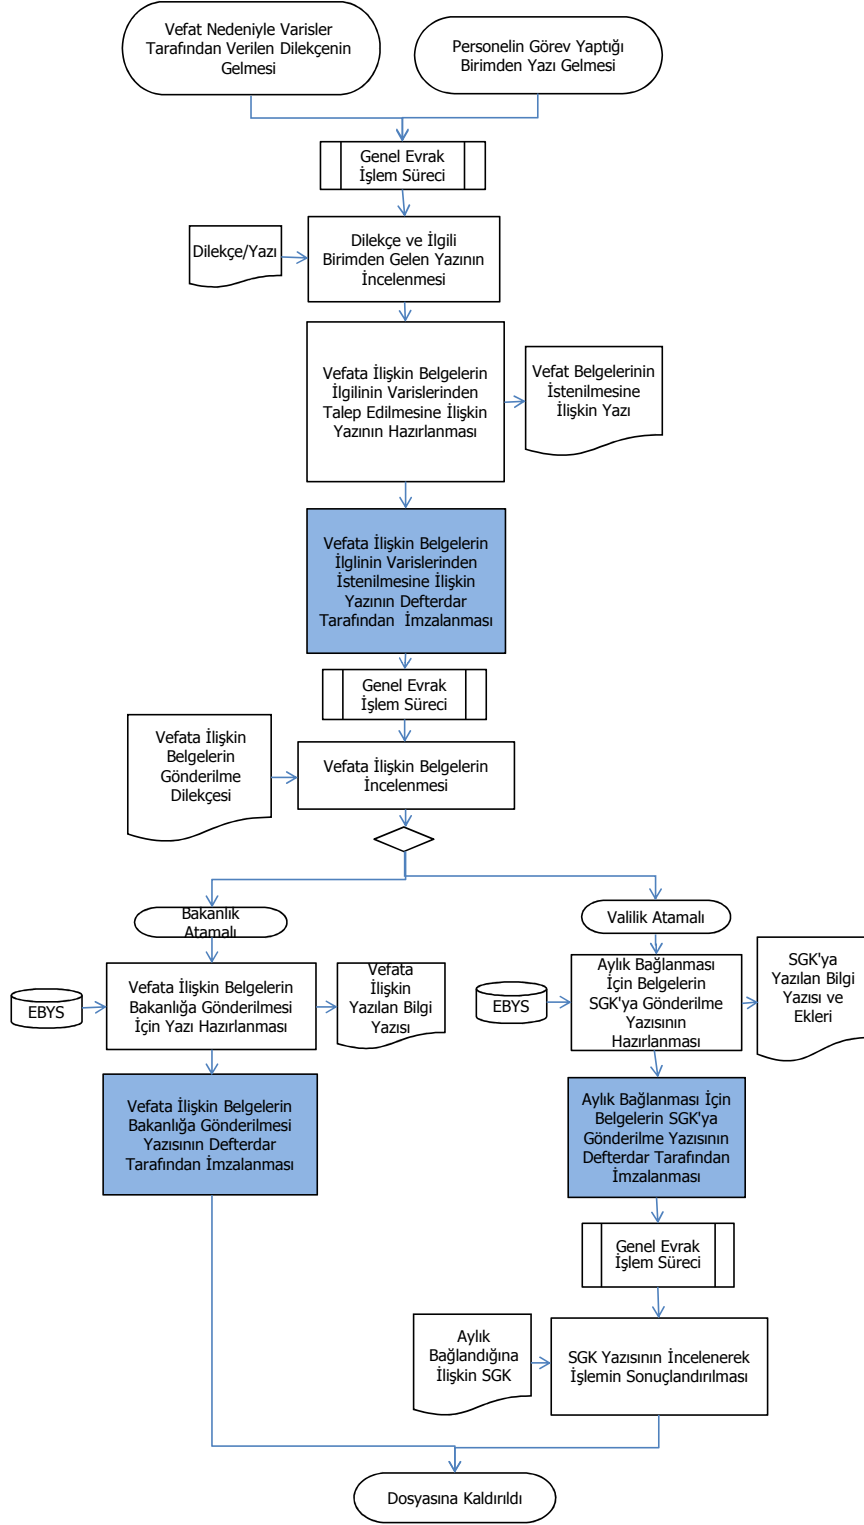 Vefat Nedeniyle Varisler
Tarafından Verilen Dilekçenin
Gelmesi
Personelin Görev Yaptığı
Birimden Yazı Gelmesi
Genel Evrak
İşlem Süreci
Dilekçe/Yazı
Dilekçe ve İlgili
Birimden Gelen Yazının
İncelenmesi
Vefata İlişkin Belgelerin
İlgilinin Varislerinden
Talep Edilmesine İlişkin
Yazının Hazırlanması
Vefat Belgelerinin
İstenilmesine
İlişkin Yazı
Vefata İlişkin Belgelerin
İlglinin Varislerinden
İstenilmesine İlişkin
Yazının Defterdar
Tarafından İmzalanması
Genel Evrak
İşlem Süreci
Vefata İlişkin
Belgelerin
Gönderilme
Dilekçesi
Vefata İlişkin Belgelerin
İncelenmesi
Bakanlık
Atamalı
Valilik Atamalı
EBYS
Vefata İlişkin Belgelerin
Bakanlığa Gönderilmesi
İçin Yazı Hazırlanması
Vefata
İlişkin
Yazılan Bilgi
Yazısı
EBYS
Aylık Bağlanması
İçin Belgelerin
SGK'ya Gönderilme
Yazısının
Hazırlanması
SGK'ya
Yazılan Bilgi
Yazısı ve
Ekleri
Vefata İlişkin Belgelerin
Bakanlığa Gönderilmesi
Yazısının Defterdar
Tarafından İmzalanması
Aylık Bağlanması İçin
Belgelerin SGK'ya
Gönderilme Yazısının
Defterdar Tarafından
İmzalanması
Genel Evrak
İşlem Süreci
Aylık
Bağlandığına
İlişkin SGK
SGK Yazısının İncelenerek
İşlemin Sonuçlandırılması
Dosyasına Kaldırıldı